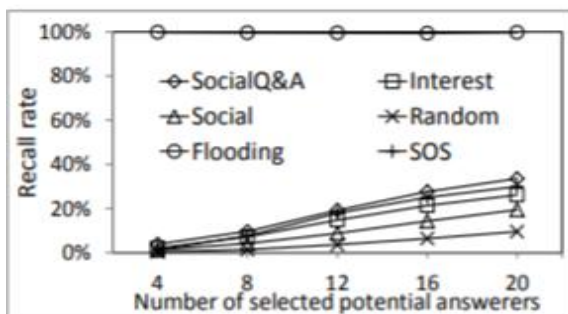 100%
80%
60%
40%
20%
0%
Recall rate
SocialQ&A Interest
Social Random
Flooding SOS
4 8 12 16 20
Number of selected potential answerers